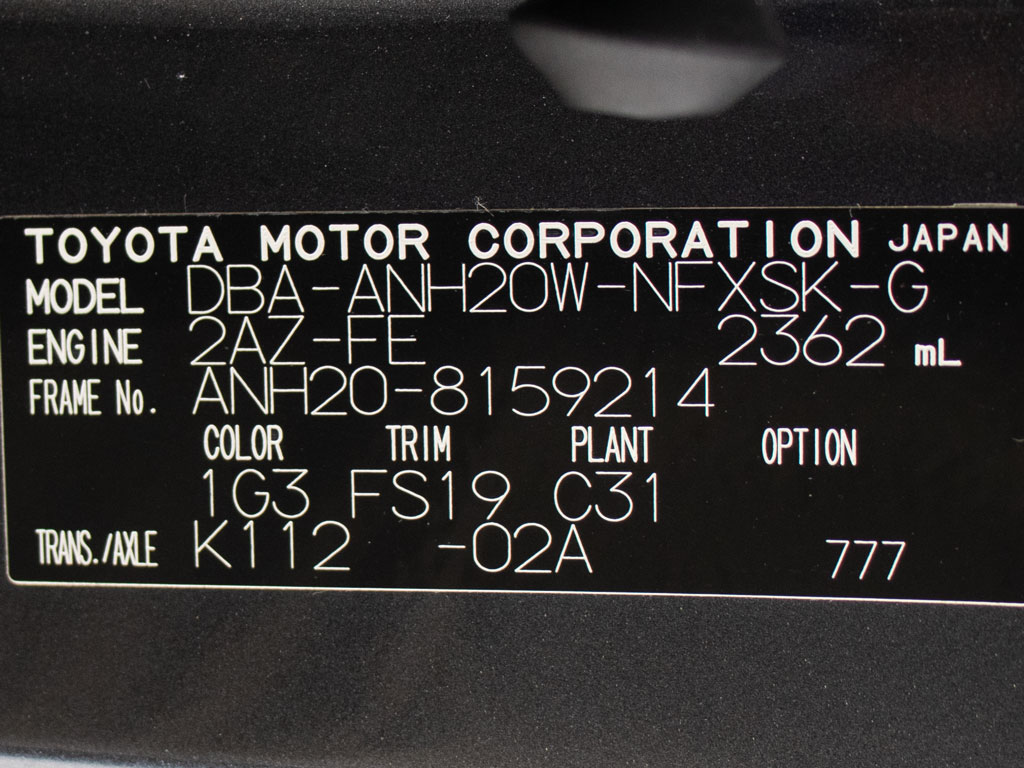 TOYOTA MOTOR CORPORATION JAPAN
MODEL DBA-ANH20W-NFXSK-G
ENGINE 2AZ-FE 2362 mL
FRAME No. ANH20-8159214
COLOR TRIM PLANT OPTION
1G3 FS19 C31
TRANS./AXLE K112 -02A 777